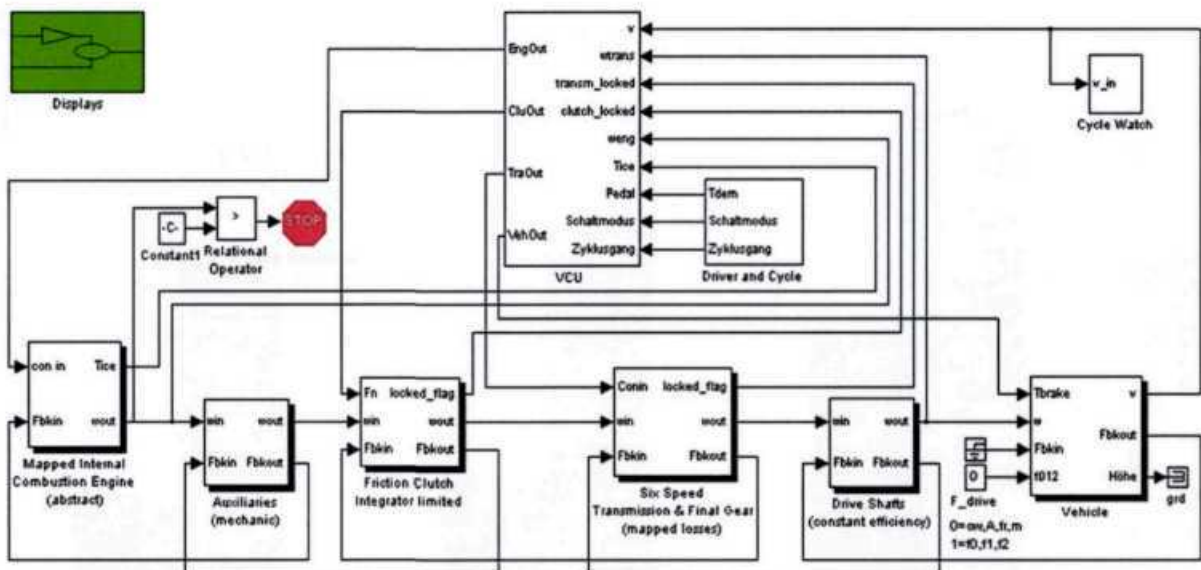 Displays
EngOut
CluOut
TraOut
VehOut
v
wtrans
transm_locked
clutch_locked
weng
Tice
Pedal
Schaltmodus
Zyklusgang
VCU
Tdem
Schaltmodus
Zyklusgang
Driver and Cycle
v_in
Cycle Watch
-C-
Constant1
>
Relational
Operator
STOP
con in
Tice
Fbkin
wout
Mapped Internal
Combustion Engine
(abstract)
win
wout
Fbkin
Fbkout
Auxiliaries
(mechanic)
Fn
locked_flag
win
wout
Fbkin
Fbkout
Friction Clutch
Integrator limited
Conin
locked_flag
win
wout
Fbkin
Fbkout
Six Speed
Transmission & Final Gear
(mapped losses)
win
wout
Fbkin
Fbkout
Drive Shafts
(constant efficiency)
0
F_drive
0=cw,A,fr,m
1=f0,f1,f2
Tbrake
v
w
Fbkout
Fbkin
f012
Höhe
Vehicle
grd